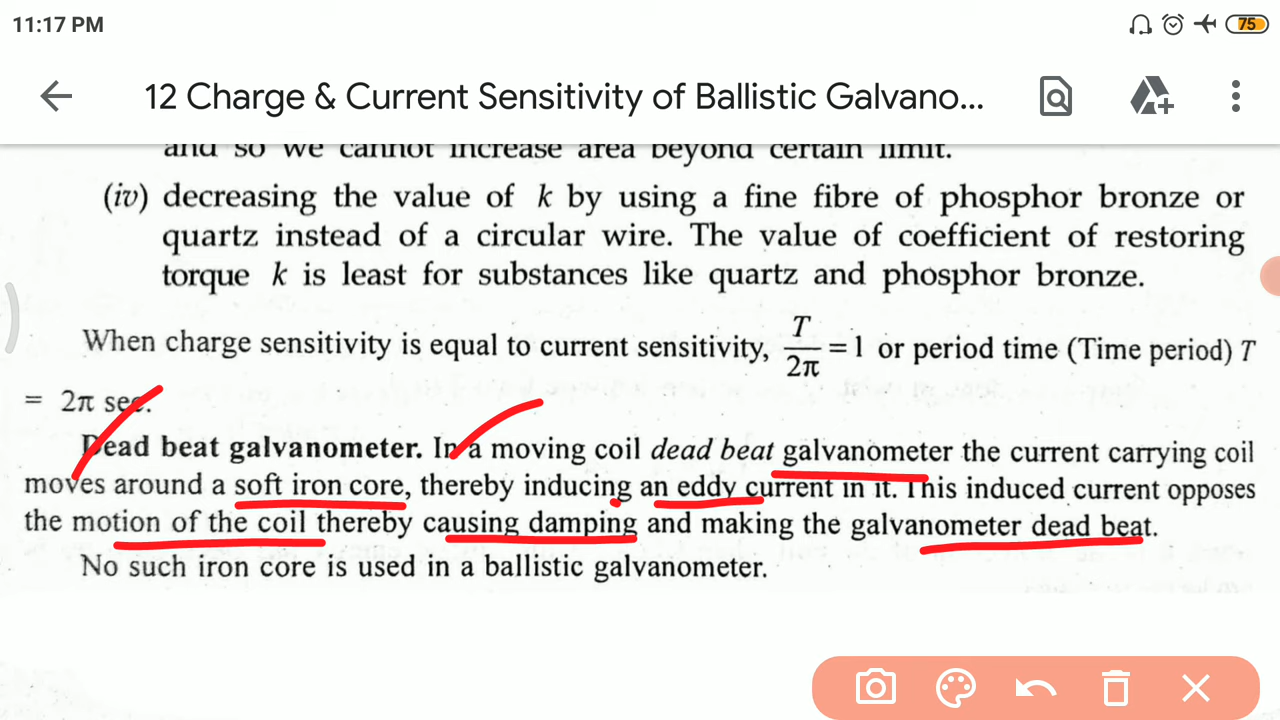 11:17 PM
75
12 Charge & Current Sensitivity of Ballistic Galvano...
and so we cannot increase area beyond certain limit.
(iv) decreasing the value of k by using a fine fibre of phosphor bronze or
quartz instead of a circular wire. The value of coefficient of restoring
torque k is least for substances like quartz and phosphor bronze.
When charge sensitivity is equal to current sensitivity, T/2π = 1 or period time (Time period) T
= 2π sec.
Dead beat galvanometer. In a moving coil dead beat galvanometer the current carrying coil
moves around a soft iron core, thereby inducing an eddy current in it. This induced current opposes
the motion of the coil thereby causing damping and making the galvanometer dead beat.
No such iron core is used in a ballistic galvanometer.